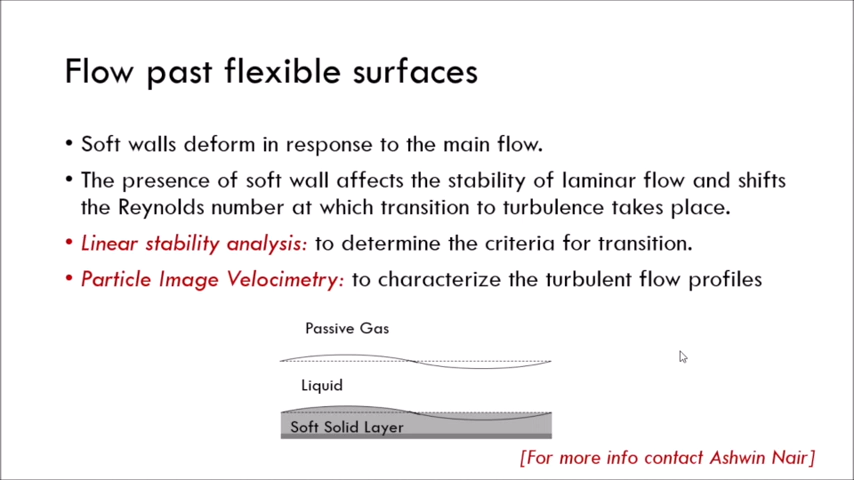 Flow past flexible surfaces
• Soft walls deform in response to the main flow.
• The presence of soft wall affects the stability of laminar flow and shifts
the Reynolds number at which transition to turbulence takes place.
• Linear stability analysis: to determine the criteria for transition.
• Particle Image Velocimetry: to characterize the turbulent flow profiles
Passive Gas
Liquid
Soft Solid Layer
[For more info contact Ashwin Nair]